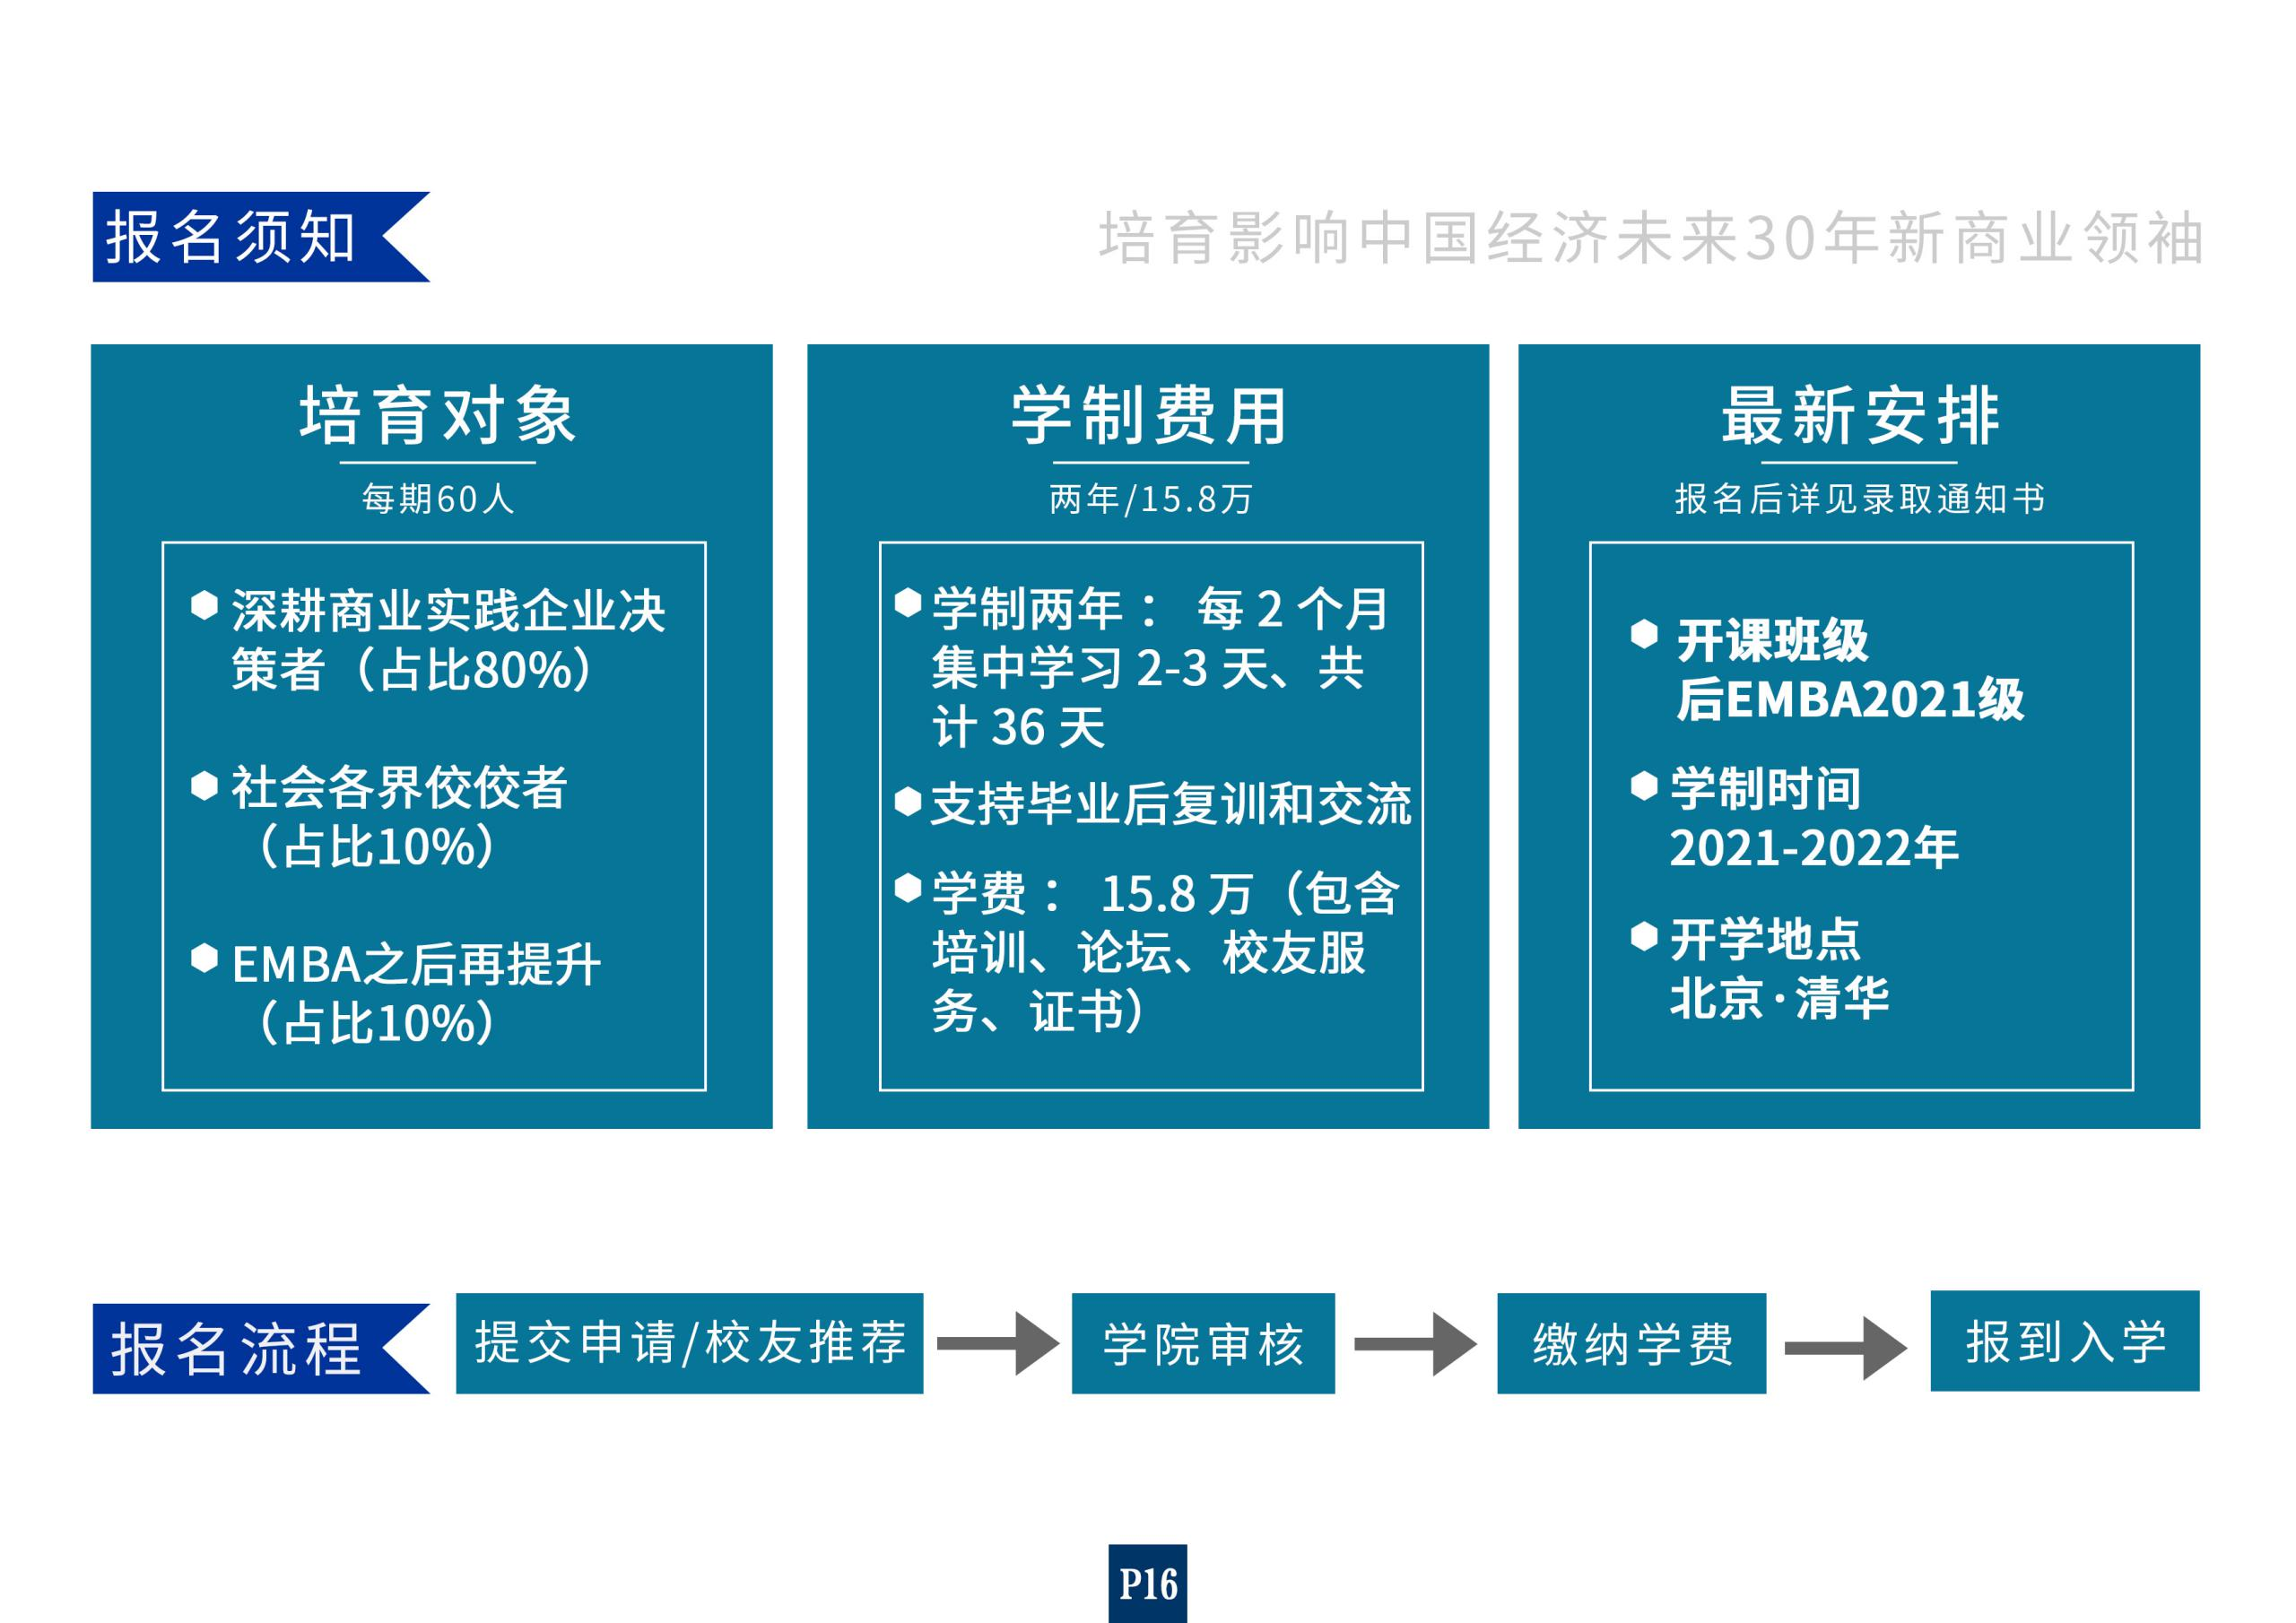 报名须知
培育影响中国经济未来30年新商业领袖
培育对象
每期60人
深耕商业实践企业决
策者（占比80%）
社会各界优笅者
（占比10%）
EMBA之后再提升
（占比10%）
学制费用
两年/15.8万
学制两年： 每 2 个月
集中学习2-3 天、共
计 36 天
支持毕业后复训和交流
学费： 15.8 万（包含
培训、论坛、校友服
务、证书）
最新安排
报名后详见录取通知书
开课班级
后EMBA2021级
学制时间
2021-2022年
开学地点
北京·清华
报名流程
提交申请/校友推荐
学院审核
缴纳学费
报到入学
P16